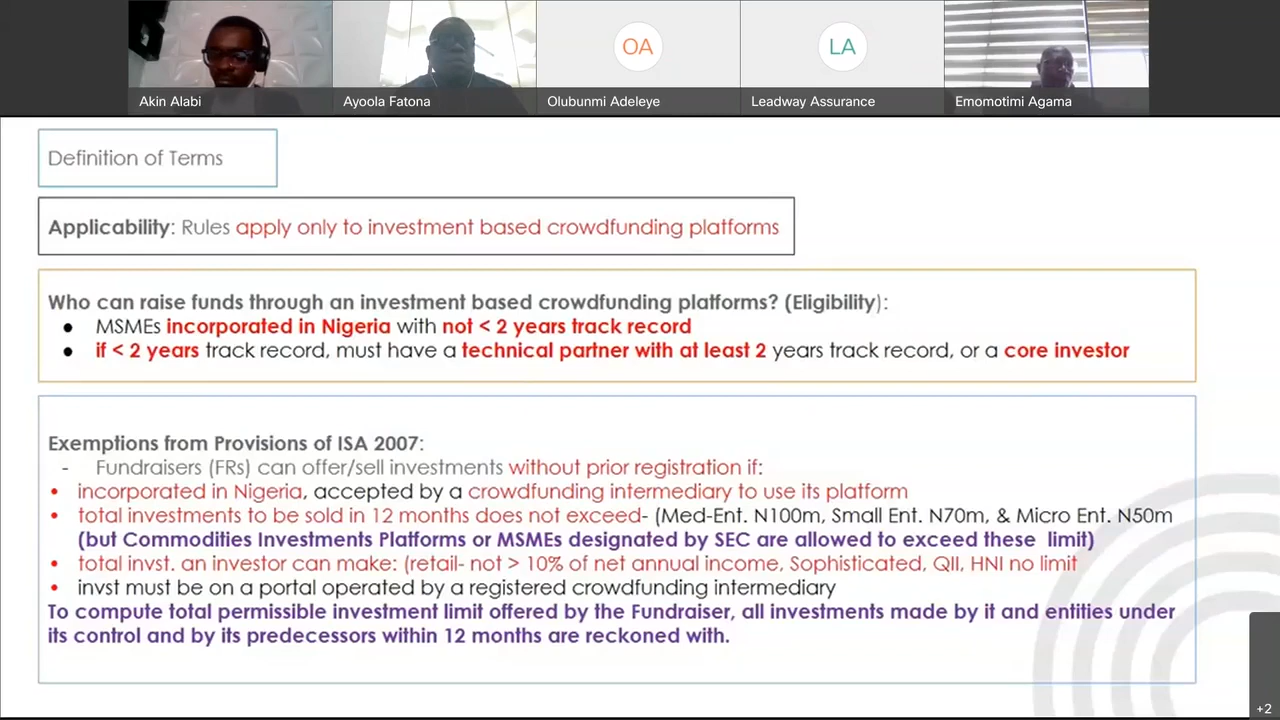 OA
LA
Akin Alabi
Ayoola Fatona
Olubunmi Adeleye
Leadway Assurance
Emomotimi Agama
Definition of Terms
Applicability: Rules apply only to investment based crowdfunding platforms
Who can raise funds through an investment based crowdfunding platforms? (Eligibility):
● MSMEs incorporated in Nigeria with not < 2 years track record
● if < 2 years track record, must have a technical partner with at least 2 years track record, or a core investor
Exemptions from Provisions of ISA 2007:
- Fundraisers (FRs) can offer/sell investments without prior registration if:
• incorporated in Nigeria, accepted by a crowdfunding intermediary to use its platform
• total investments to be sold in 12 months does not exceed- (Med-Ent. N100m, Small Ent. N70m, & Micro Ent. N50m
(but Commodities Investments Platforms or MSMEs designated by SEC are allowed to exceed these limit)
• total invst. an investor can make: (retail- not > 10% of net annual income, Sophisticated, QII, HNI no limit
• invst must be on a portal operated by a registered crowdfunding intermediary
To compute total permissible investment limit offered by the Fundraiser, all investments made by it and entities under
its control and by its predecessors within 12 months are reckoned with.
+2